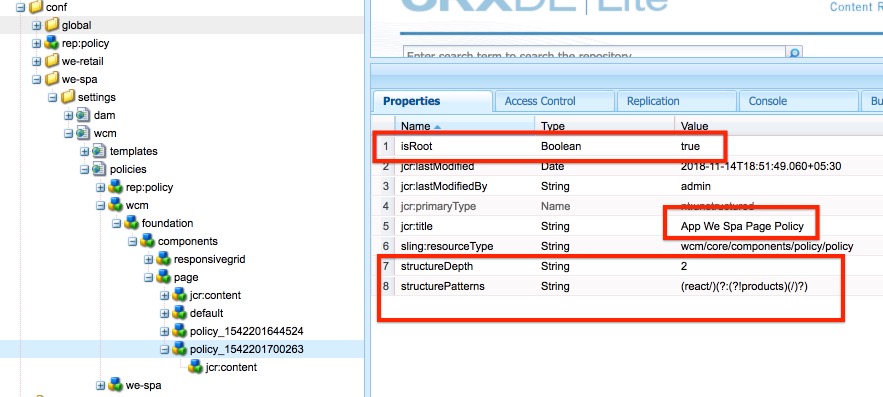 conf
global
rep:policy
we-retail
we-spa
settings
dam
wcm
templates
policies
rep:policy
wcm
foundation
components
responsivegrid
page
jcr:content
default
policy_1542201644524
policy_1542201700263
jcr:content
we-spa
CRXDE | Lite
Content R
Enter search term to search the repository
Properties Access Control Replication Console Bu
Name Type Value
1 isRoot Boolean true
2 jcr:lastModified Date 2018-11-14T18:51:49.060+05:30
3 jcr:lastModifiedBy String admin
4 jcr:primaryType Name nt:unstructured
5 jcr:title String App We Spa Page Policy
6 sling:resourceType String wcm/core/components/policy/policy
7 structureDepth String 2
8 structurePatterns String (react/)(?:(?!products)(/)?)